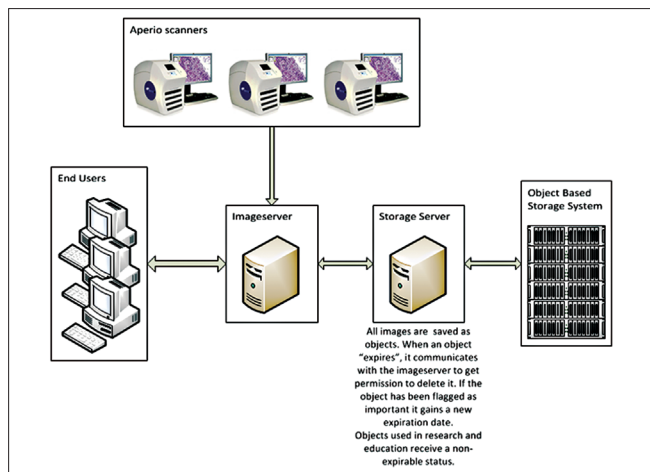 Aperio scanners
End Users
Imageserver
Storage Server
Object Based
Storage System
All images are saved as
objects. When an object
"expires", it communicates
with the imageserver to get
permission to delete it. If the
object has been flagged as
important it gains a new
expiration date.
Objects used in research and
education receive a non-
expirable status.